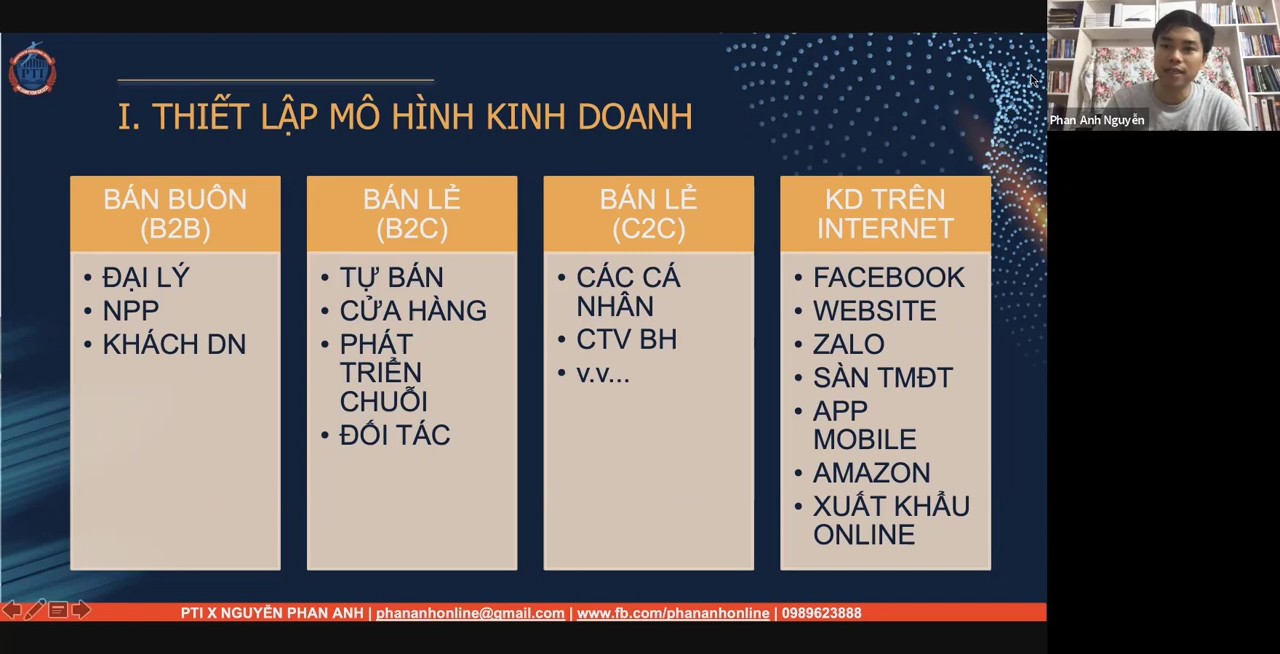 PTI
I. THIẾT LẬP MÔ HÌNH KINH DOANH
BÁN BUÔN
(B2B)
• ĐẠI LÝ
• NPP
• KHÁCH DN
BÁN LẺ
(B2C)
• TỰ BÁN
• CỬA HÀNG
• PHÁT
TRIỂN
CHUỖI
• ĐỐI TÁC
BÁN LẺ
(C2C)
• CÁC CÁ
NHÂN
• CTV BH
• v.v...
KD TRÊN
INTERNET
• FACEBOOK
• WEBSITE
• ZALO
• SÀN TMĐT
• APP
MOBILE
• AMAZON
• XUẤT KHẨU
ONLINE
PTI X NGUYỄN PHAN ANH | phananhonline@gmail.com | www.fb.com/phananhonline | 0989623888
Phan Anh Nguyễn